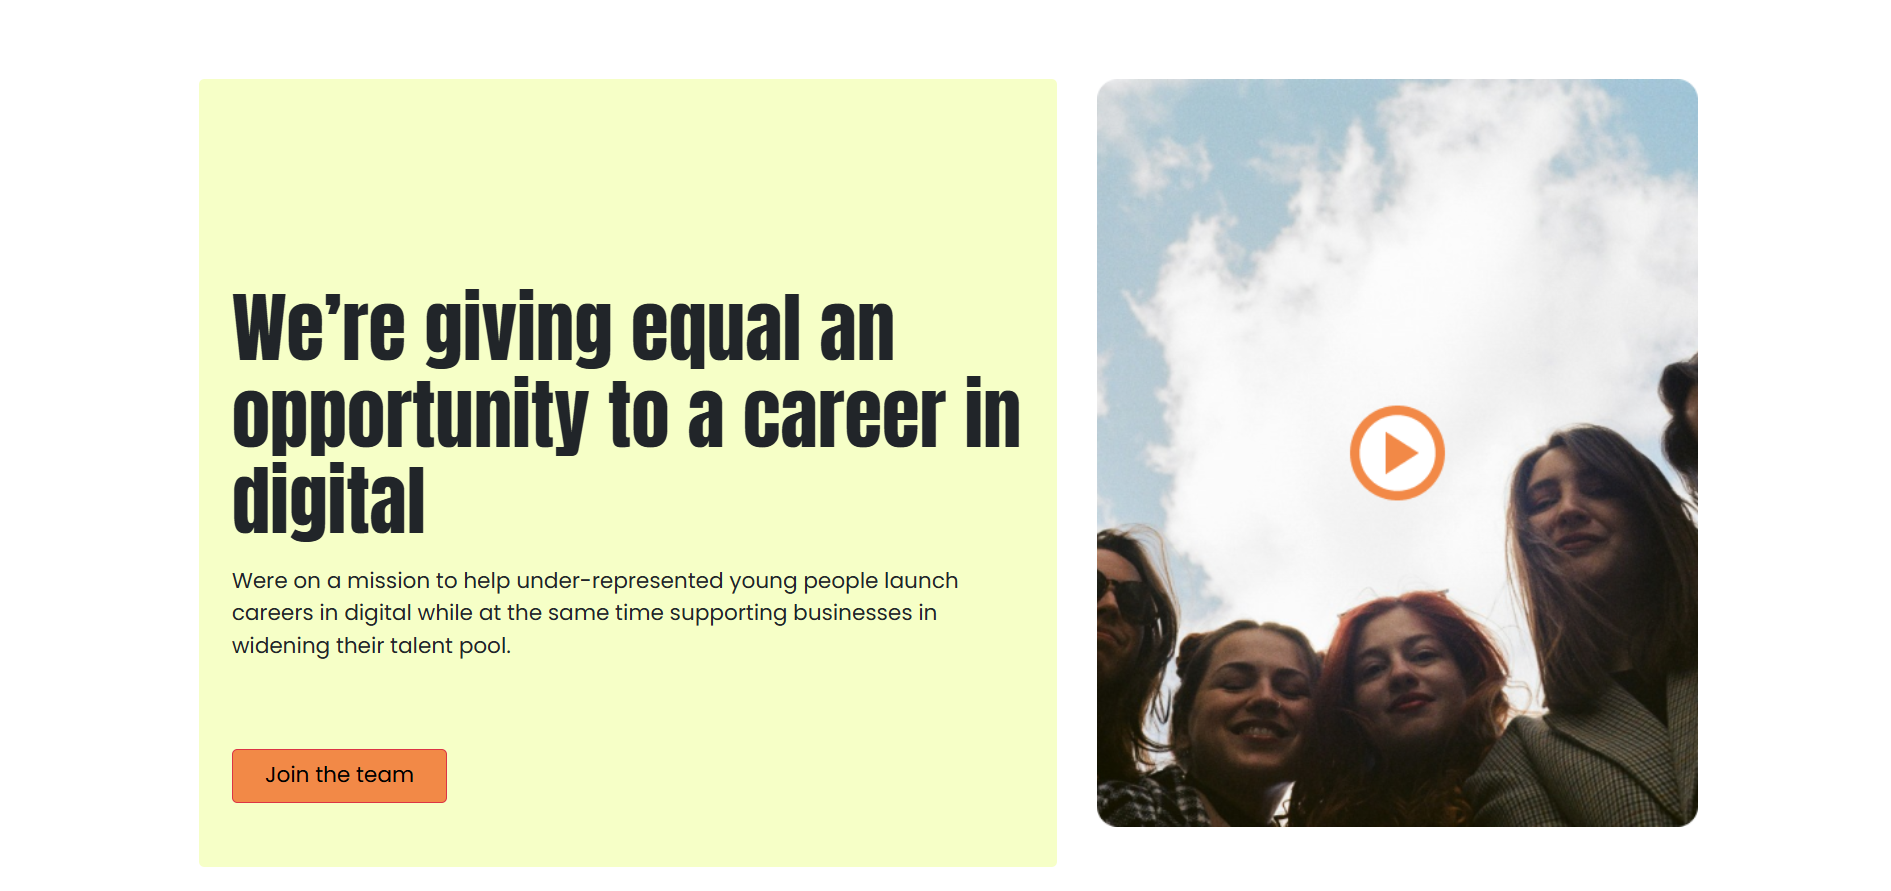 We’re giving equal an
opportunity to a career in
digital
Were on a mission to help under-represented young people launch
careers in digital while at the same time supporting businesses in
widening their talent pool.
Join the team